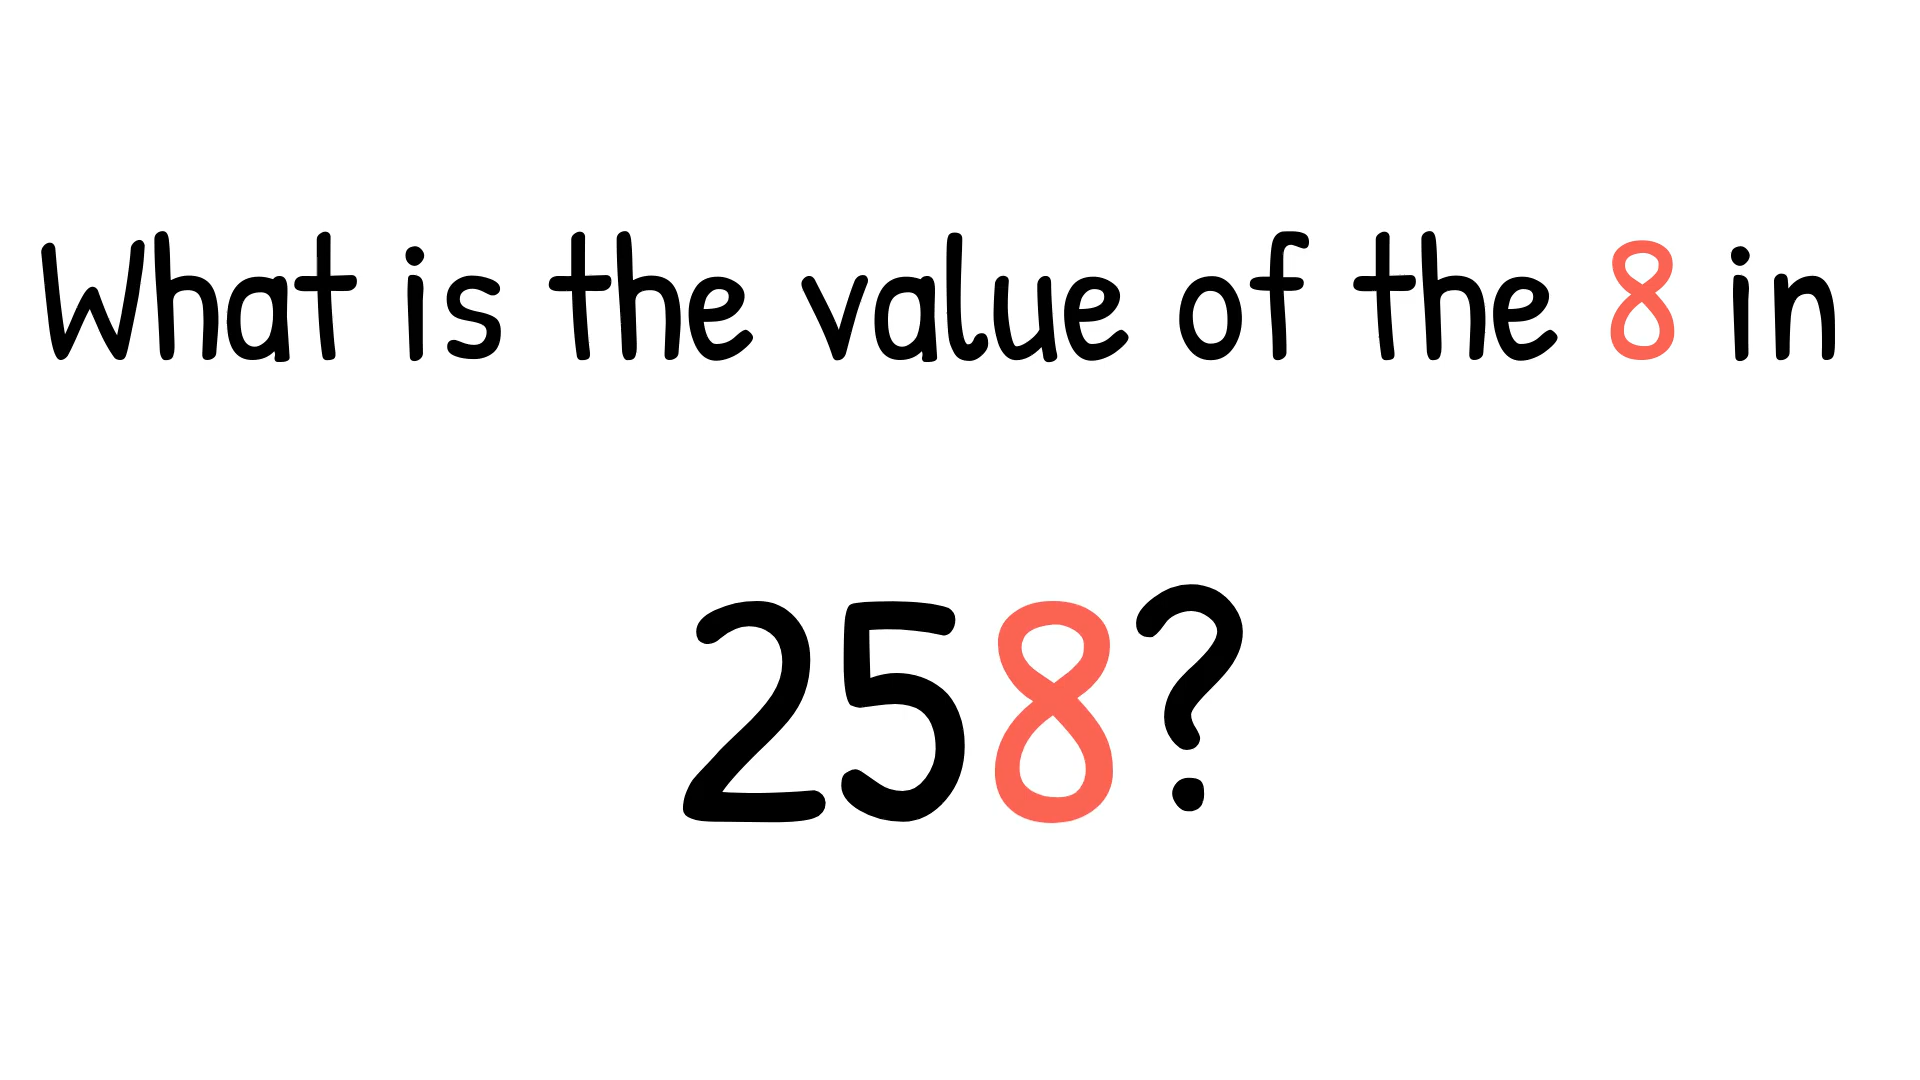 What is the value of the 8 in
258?